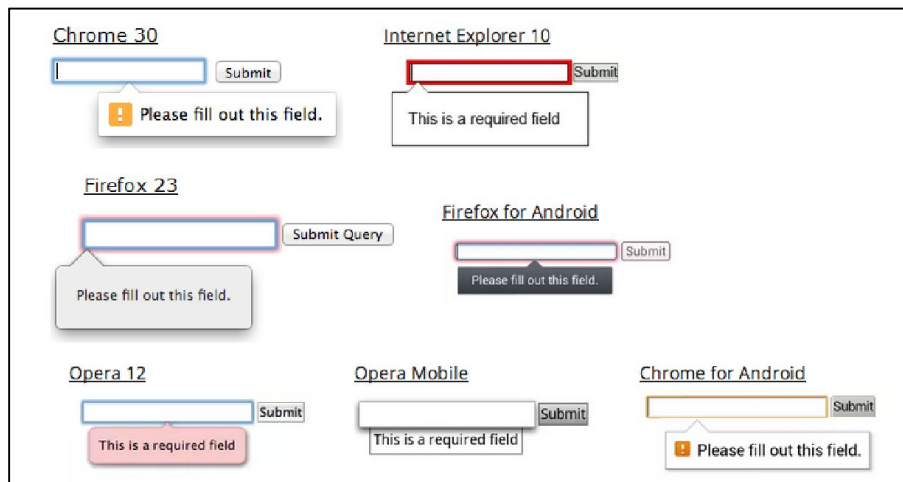 Chrome 30
Submit
Please fill out this field.
Internet Explorer 10
Submit
This is a required field
Firefox 23
Submit Query
Please fill out this field.
Firefox for Android
Submit
Please fill out this field.
Opera 12
Submit
This is a required field
Opera Mobile
Submit
This is a required field
Chrome for Android
Submit
Please fill out this field.